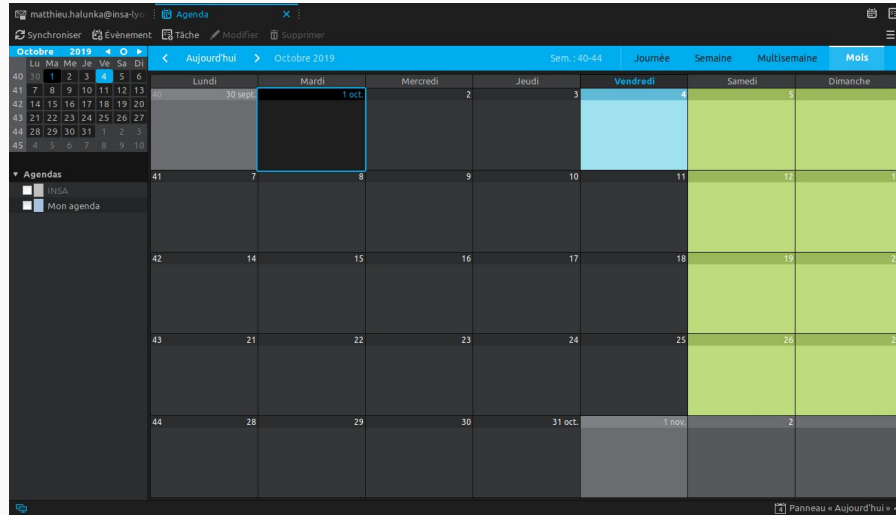 matthieu.halunka@insa-lyo Agenda
Synchroniser Évènement Tâche Modifier Supprimer
Octobre 2019
Lu Ma Me Je Ve Sa Di
40 30 1 2 3 4 5 6
41 7 8 9 10 11 12 13
42 14 15 16 17 18 19 20
43 21 22 23 24 25 26 27
44 28 29 30 31 1 2 3
45 4 5 6 7 8 9 10
Agendas
INSA
Mon agenda
Aujourd'hui Octobre 2019 Sem. : 40-44 Journée Semaine Multisemaine Mois
Lundi Mardi Mercredi Jeudi Vendredi Samedi Dimanche
40 30 sept. 1 oct. 2 3 4 5
41 7 8 9 10 11 12
42 14 15 16 17 18 19
43 21 22 23 24 25 26
44 28 29 30 31 oct. 1 nov. 2
4 Panneau « Aujourd'hui »